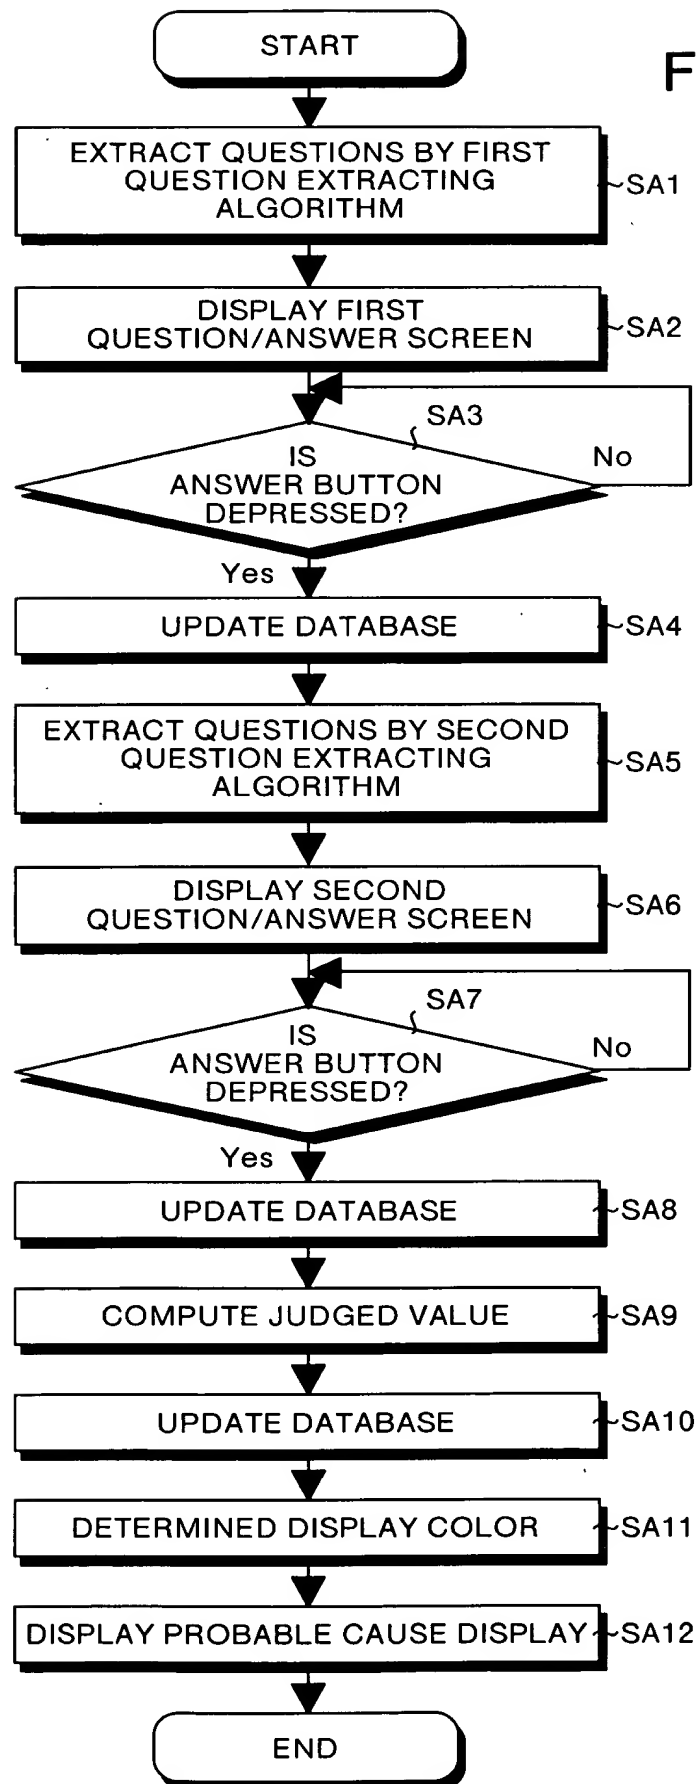 START
F
EXTRACT QUESTIONS BY FIRST
QUESTION EXTRACTING
ALGORITHM
SA1
DISPLAY FIRST
QUESTION/ANSWER SCREEN
SA2
SA3
IS
ANSWER BUTTON
DEPRESSED?
No
Yes
UPDATE DATABASE
SA4
EXTRACT QUESTIONS BY SECOND
QUESTION EXTRACTING
ALGORITHM
SA5
DISPLAY SECOND
QUESTION/ANSWER SCREEN
SA6
SA7
IS
ANSWER BUTTON
DEPRESSED?
No
Yes
UPDATE DATABASE
SA8
COMPUTE JUDGED VALUE
SA9
UPDATE DATABASE
SA10
DETERMINED DISPLAY COLOR
SA11
DISPLAY PROBABLE CAUSE DISPLAY
SA12
END